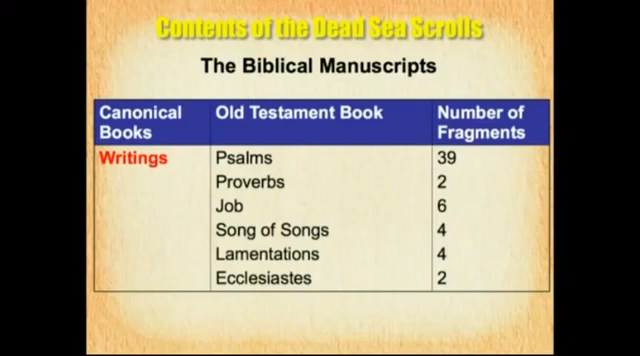 Contents of the Dead Sea Scrolls
The Biblical Manuscripts
Canonical Books Old Testament Book Number of Fragments
Writings Psalms 39
Proverbs 2
Job 6
Song of Songs 4
Lamentations 4
Ecclesiastes 2